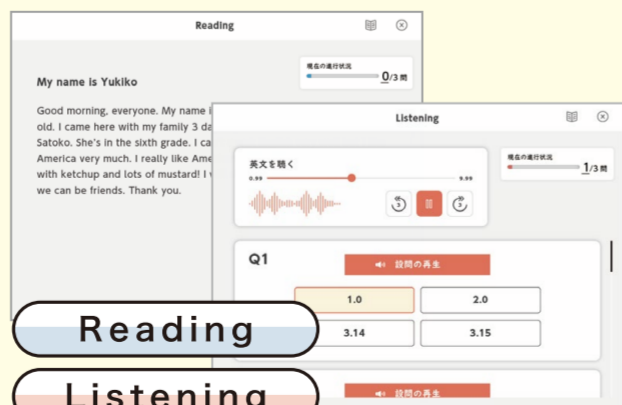 Reading
現在の進行状況
0/3 問
My name is Yukiko
Good morning, everyone. My name
old. I came here with my family 3
Satoko. She's in the sixth grade. I
America very much. I really like
with ketchup and lots of mustard! I
we can be friends. Thank you.
Listening
現在の進行状況
1/3 問
英文を聴く
0.99
9.99
3
3
Q1
設問の再生
1.0
2.0
3.14
3.15
設問の再生
Reading
Listening